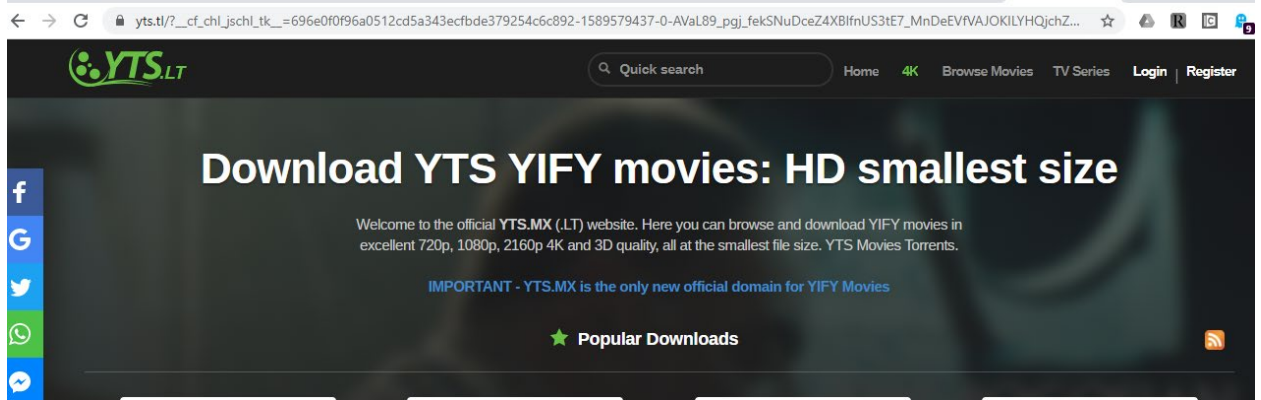 yts.tl/?__cf_chl_jschl_tk__=696e0f0f96a0512cd5a343ecfbde379254c6c892-1589579437-0-AVaL89_pgj_fekSNuDceZ4XBIfnUS3tE7_MnDeEVfVAJOKILYHQjchZ...
R C 9
YTS.LT
Quick search
Home 4K Browse Movies TV Series Login | Register
Download YTS YIFY movies: HD smallest size
Welcome to the official YTS.MX (.LT) website. Here you can browse and download YIFY movies in
excellent 720p, 1080p, 2160p 4K and 3D quality, all at the smallest file size. YTS Movies Torrents.
IMPORTANT - YTS.MX is the only new official domain for YIFY Movies
Popular Downloads
f
G